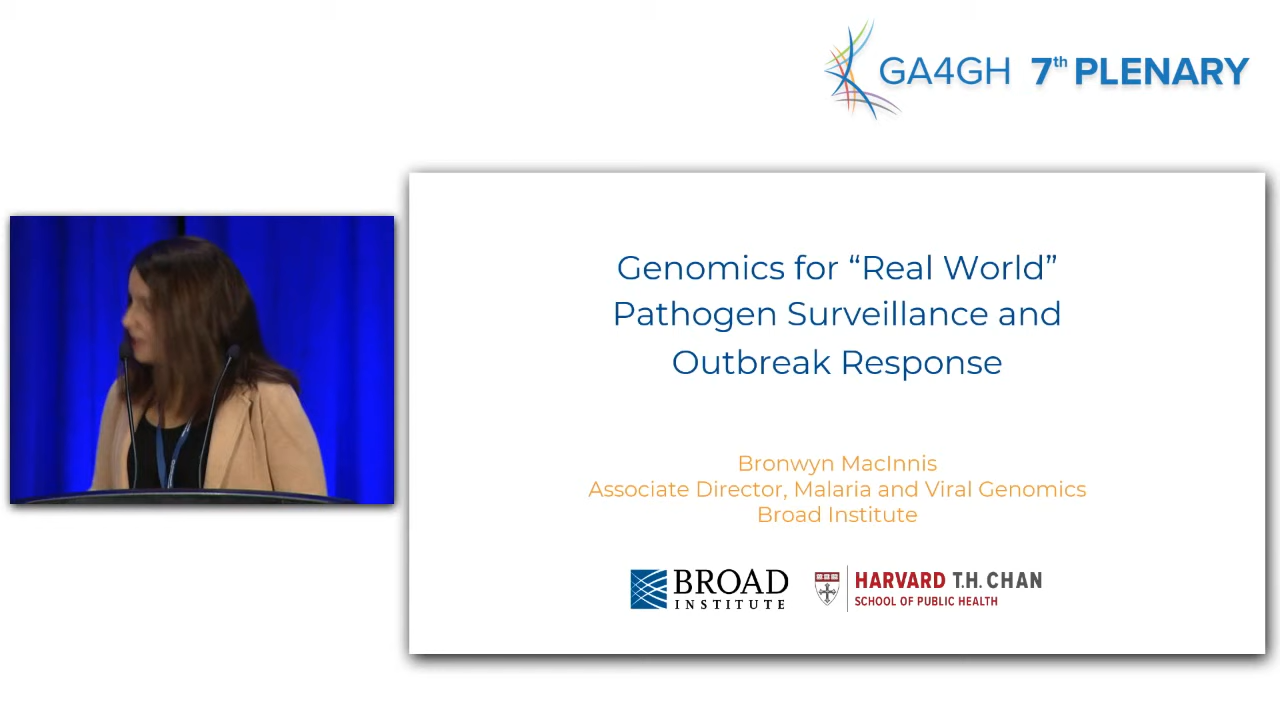 GA4GH 7th PLENARY
Genomics for “Real World”
Pathogen Surveillance and
Outbreak Response
Bronwyn MacInnis
Associate Director, Malaria and Viral Genomics
Broad Institute
BROAD
INSTITUTE
HARVARD T.H. CHAN
SCHOOL OF PUBLIC HEALTH